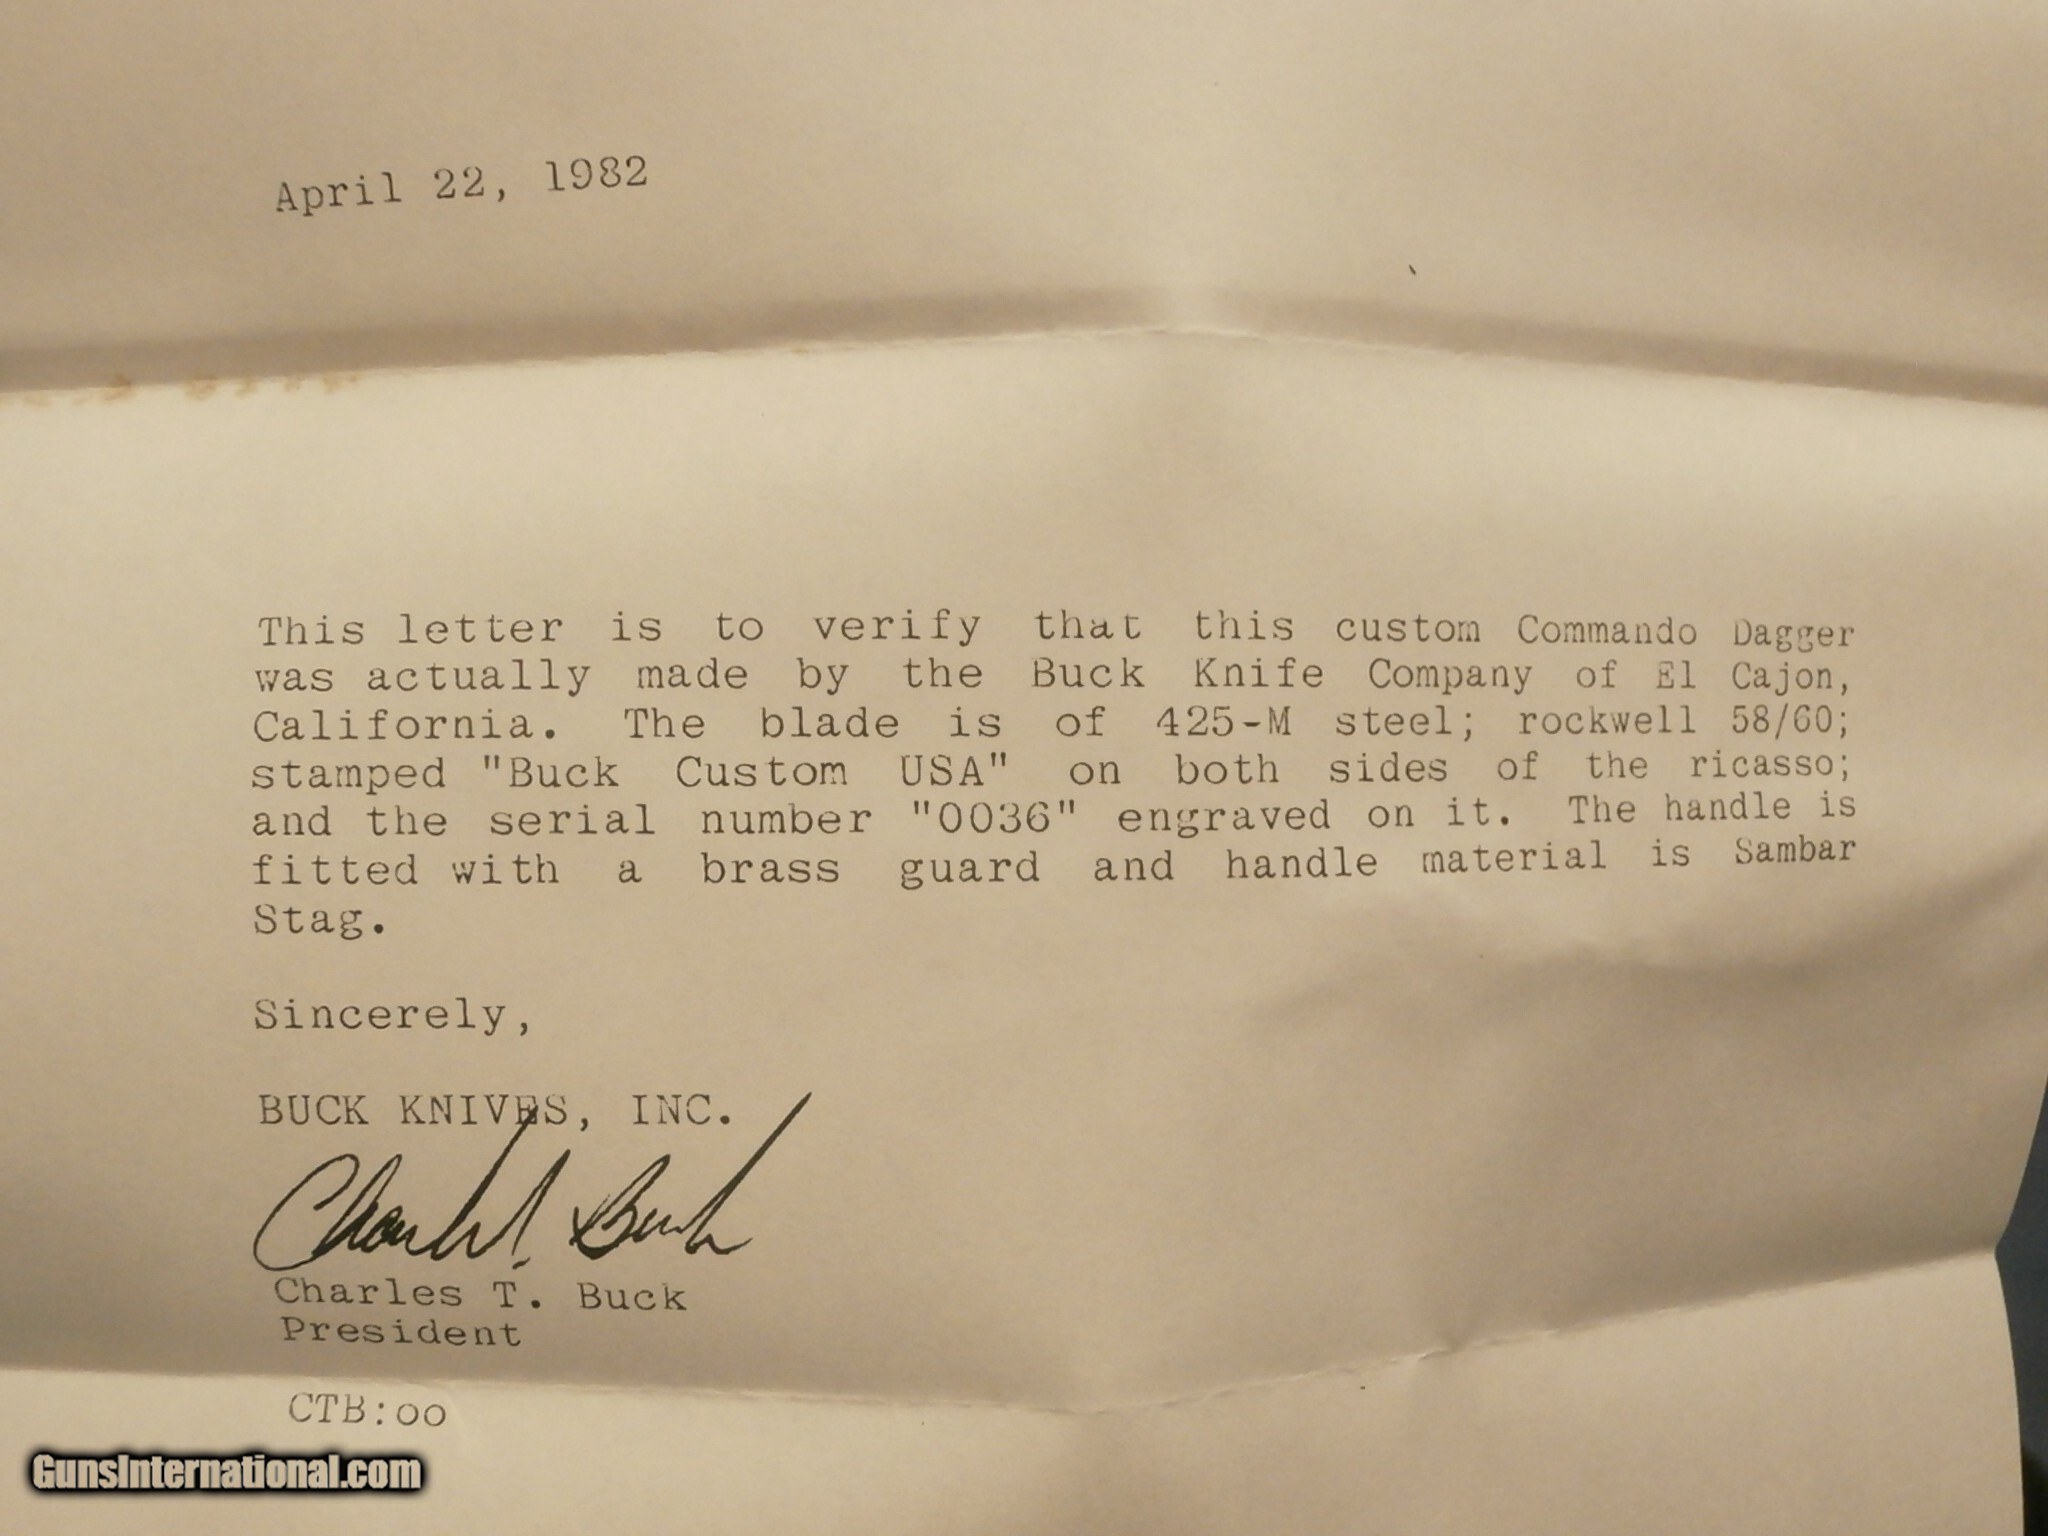 April 22, 1982
This letter is to verify that this custom Commando Dagger
was actually made by the Buck Knife Company of El Cajon,
California. The blade is of 425-M steel; rockwell 58/60;
stamped "Buck Custom USA" on both sides of the ricasso;
and the serial number "0036" engraved on it. The handle is
fitted with a brass guard and handle material is Sambar
Stag.
Sincerely,
BUCK KNIVES, INC.
Charles T. Buck
Charles T. Buck
President
CTB:oo
GunsInternational.com